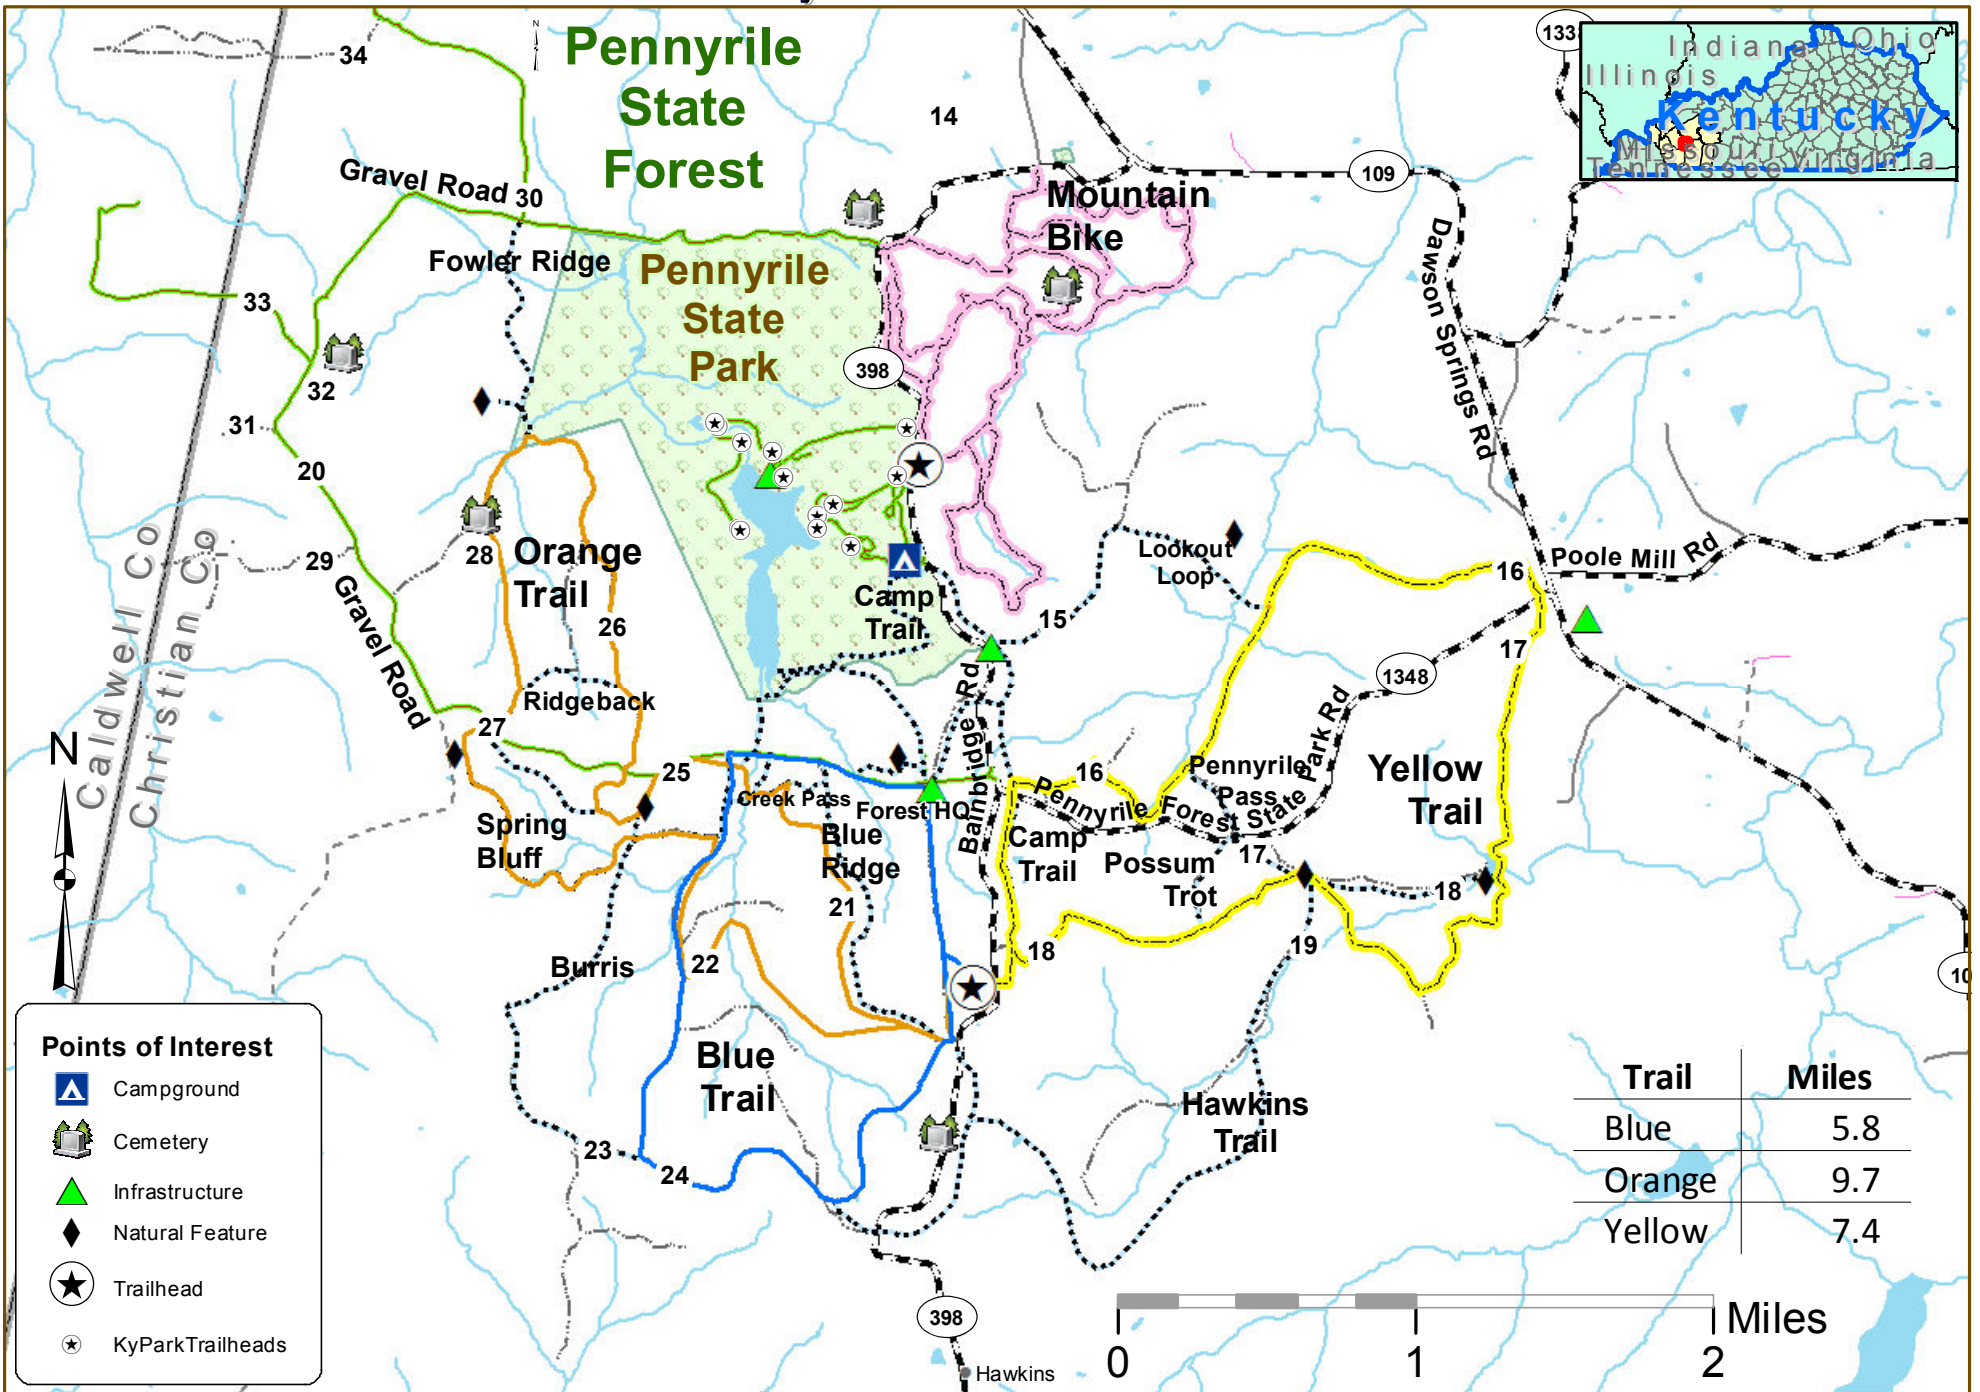 Pennyrile
State
Forest
34
14
133
Indiana
Ohio
Illinois
Kentucky
Missouri
Virginia
Tennessee
109
Gravel Road
30
Mountain
Bike
Fowler Ridge
Pennyrile
State
Park
33
398
32
31
20
Dawson Springs Rd
29
28
Orange
Trail
Lookout
Loop
16
Poole Mill Rd
Camp
Trail
15
26
17
Caldwell Co
Christian Co.
Gravel Road
1348
Ridgeback
27
25
Bainbridge Rd
16
Pennyrile
Pass
Yellow
Trail
Creek Pass
Forest HQ
Pennyrile Forest State Park Rd
N
N
Spring
Bluff
Blue
Ridge
Camp
Trail
Possum
Trot
17
18
21
18
19
Burris
22
10
Points of Interest
Campground
Cemetery
Infrastructure
Natural Feature
Trailhead
KyParkTrailheads
Blue
Trail
Hawkins
Trail
23
24
Trail Miles
Blue 5.8
Orange 9.7
Yellow 7.4
398
Hawkins
Miles
0 1 2